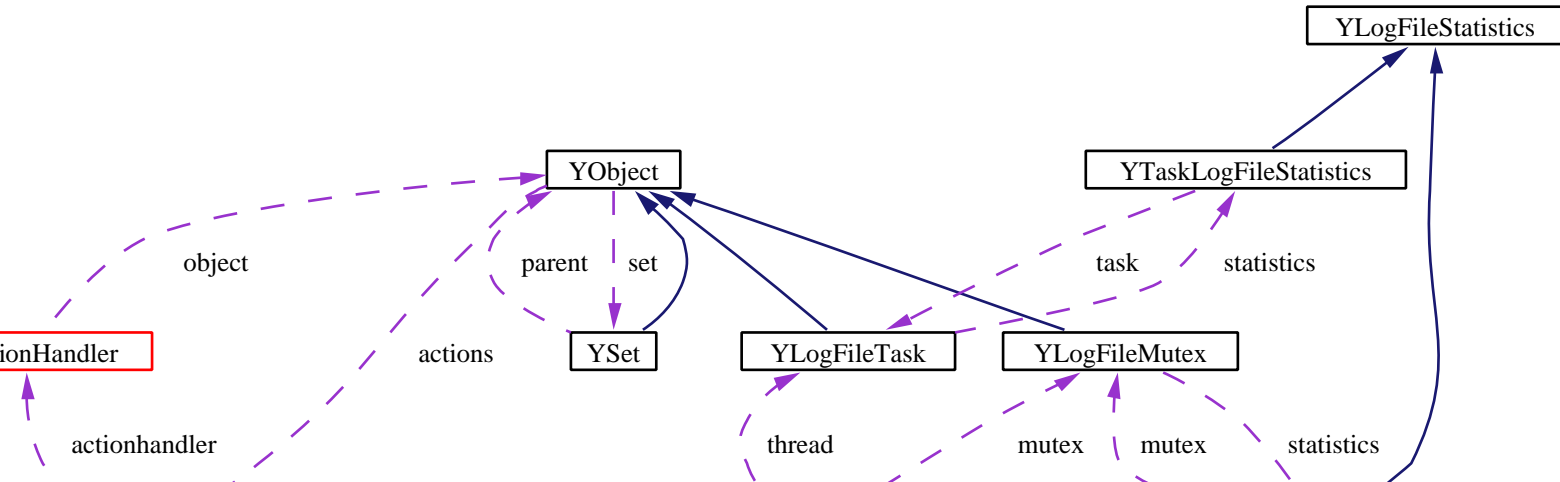 YLogFileStatistics
YObject
YTaskLogFileStatistics
object
parent
set
task
statistics
ionHandler
actions
YSet
YLogFileTask
YLogFileMutex
actionhandler
thread
mutex
mutex
statistics